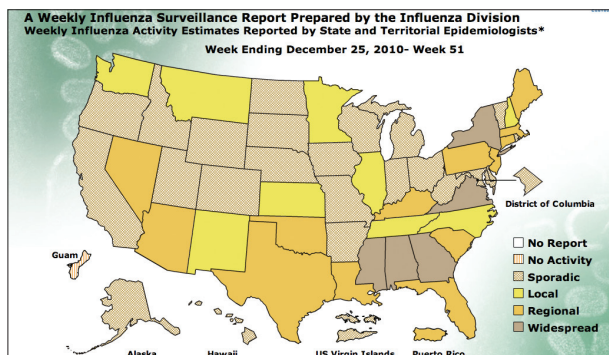 A Weekly Influenza Surveillance Report Prepared by the Influenza Division
Weekly Influenza Activity Estimates Reported by State and Territorial Epidemiologists*
Week Ending December 25, 2010- Week 51
District of Columbia
No Report
Guam
No Activity
Sporadic
Local
Regional
Widespread
Alaska
Hawaii
US Virgin Islands
Puerto Rico